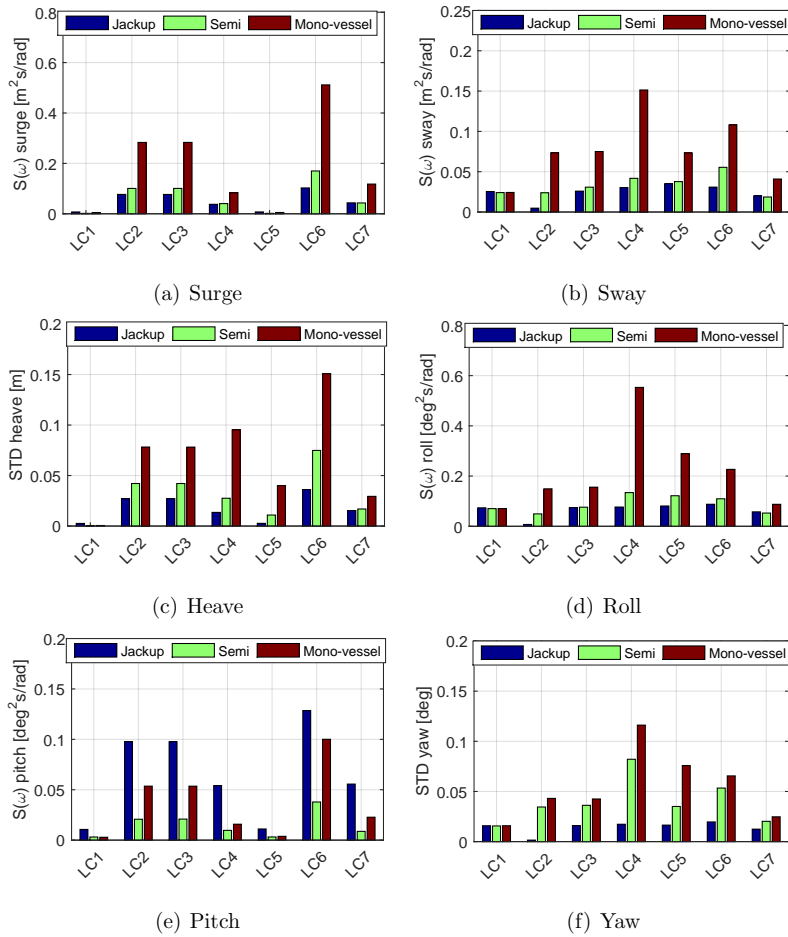 0.8
Jackup Semi Mono-vessel
0.6
0.4
0.2
0
S(ω) surge [m²s/rad]
LC1 LC2 LC3 LC4 LC5 LC6 LC7
(a) Surge
0.25
Jackup Semi Mono-vessel
0.2
0.15
0.1
0.05
0
S(ω) sway [m²s/rad]
LC1 LC2 LC3 LC4 LC5 LC6 LC7
(b) Sway
0.2
Jackup Semi Mono-vessel
0.15
0.1
0.05
0
STD heave [m]
LC1 LC2 LC3 LC4 LC5 LC6 LC7
(c) Heave
0.8
Jackup Semi Mono-vessel
0.6
0.4
0.2
0
S(ω) roll [deg²s/rad]
LC1 LC2 LC3 LC4 LC5 LC6 LC7
(d) Roll
0.2
Jackup Semi Mono-vessel
0.15
0.1
0.05
0
S(ω) pitch [deg²s/rad]
LC1 LC2 LC3 LC4 LC5 LC6 LC7
(e) Pitch
0.2
Jackup Semi Mono-vessel
0.15
0.1
0.05
0
STD yaw [deg]
LC1 LC2 LC3 LC4 LC5 LC6 LC7
(f) Yaw